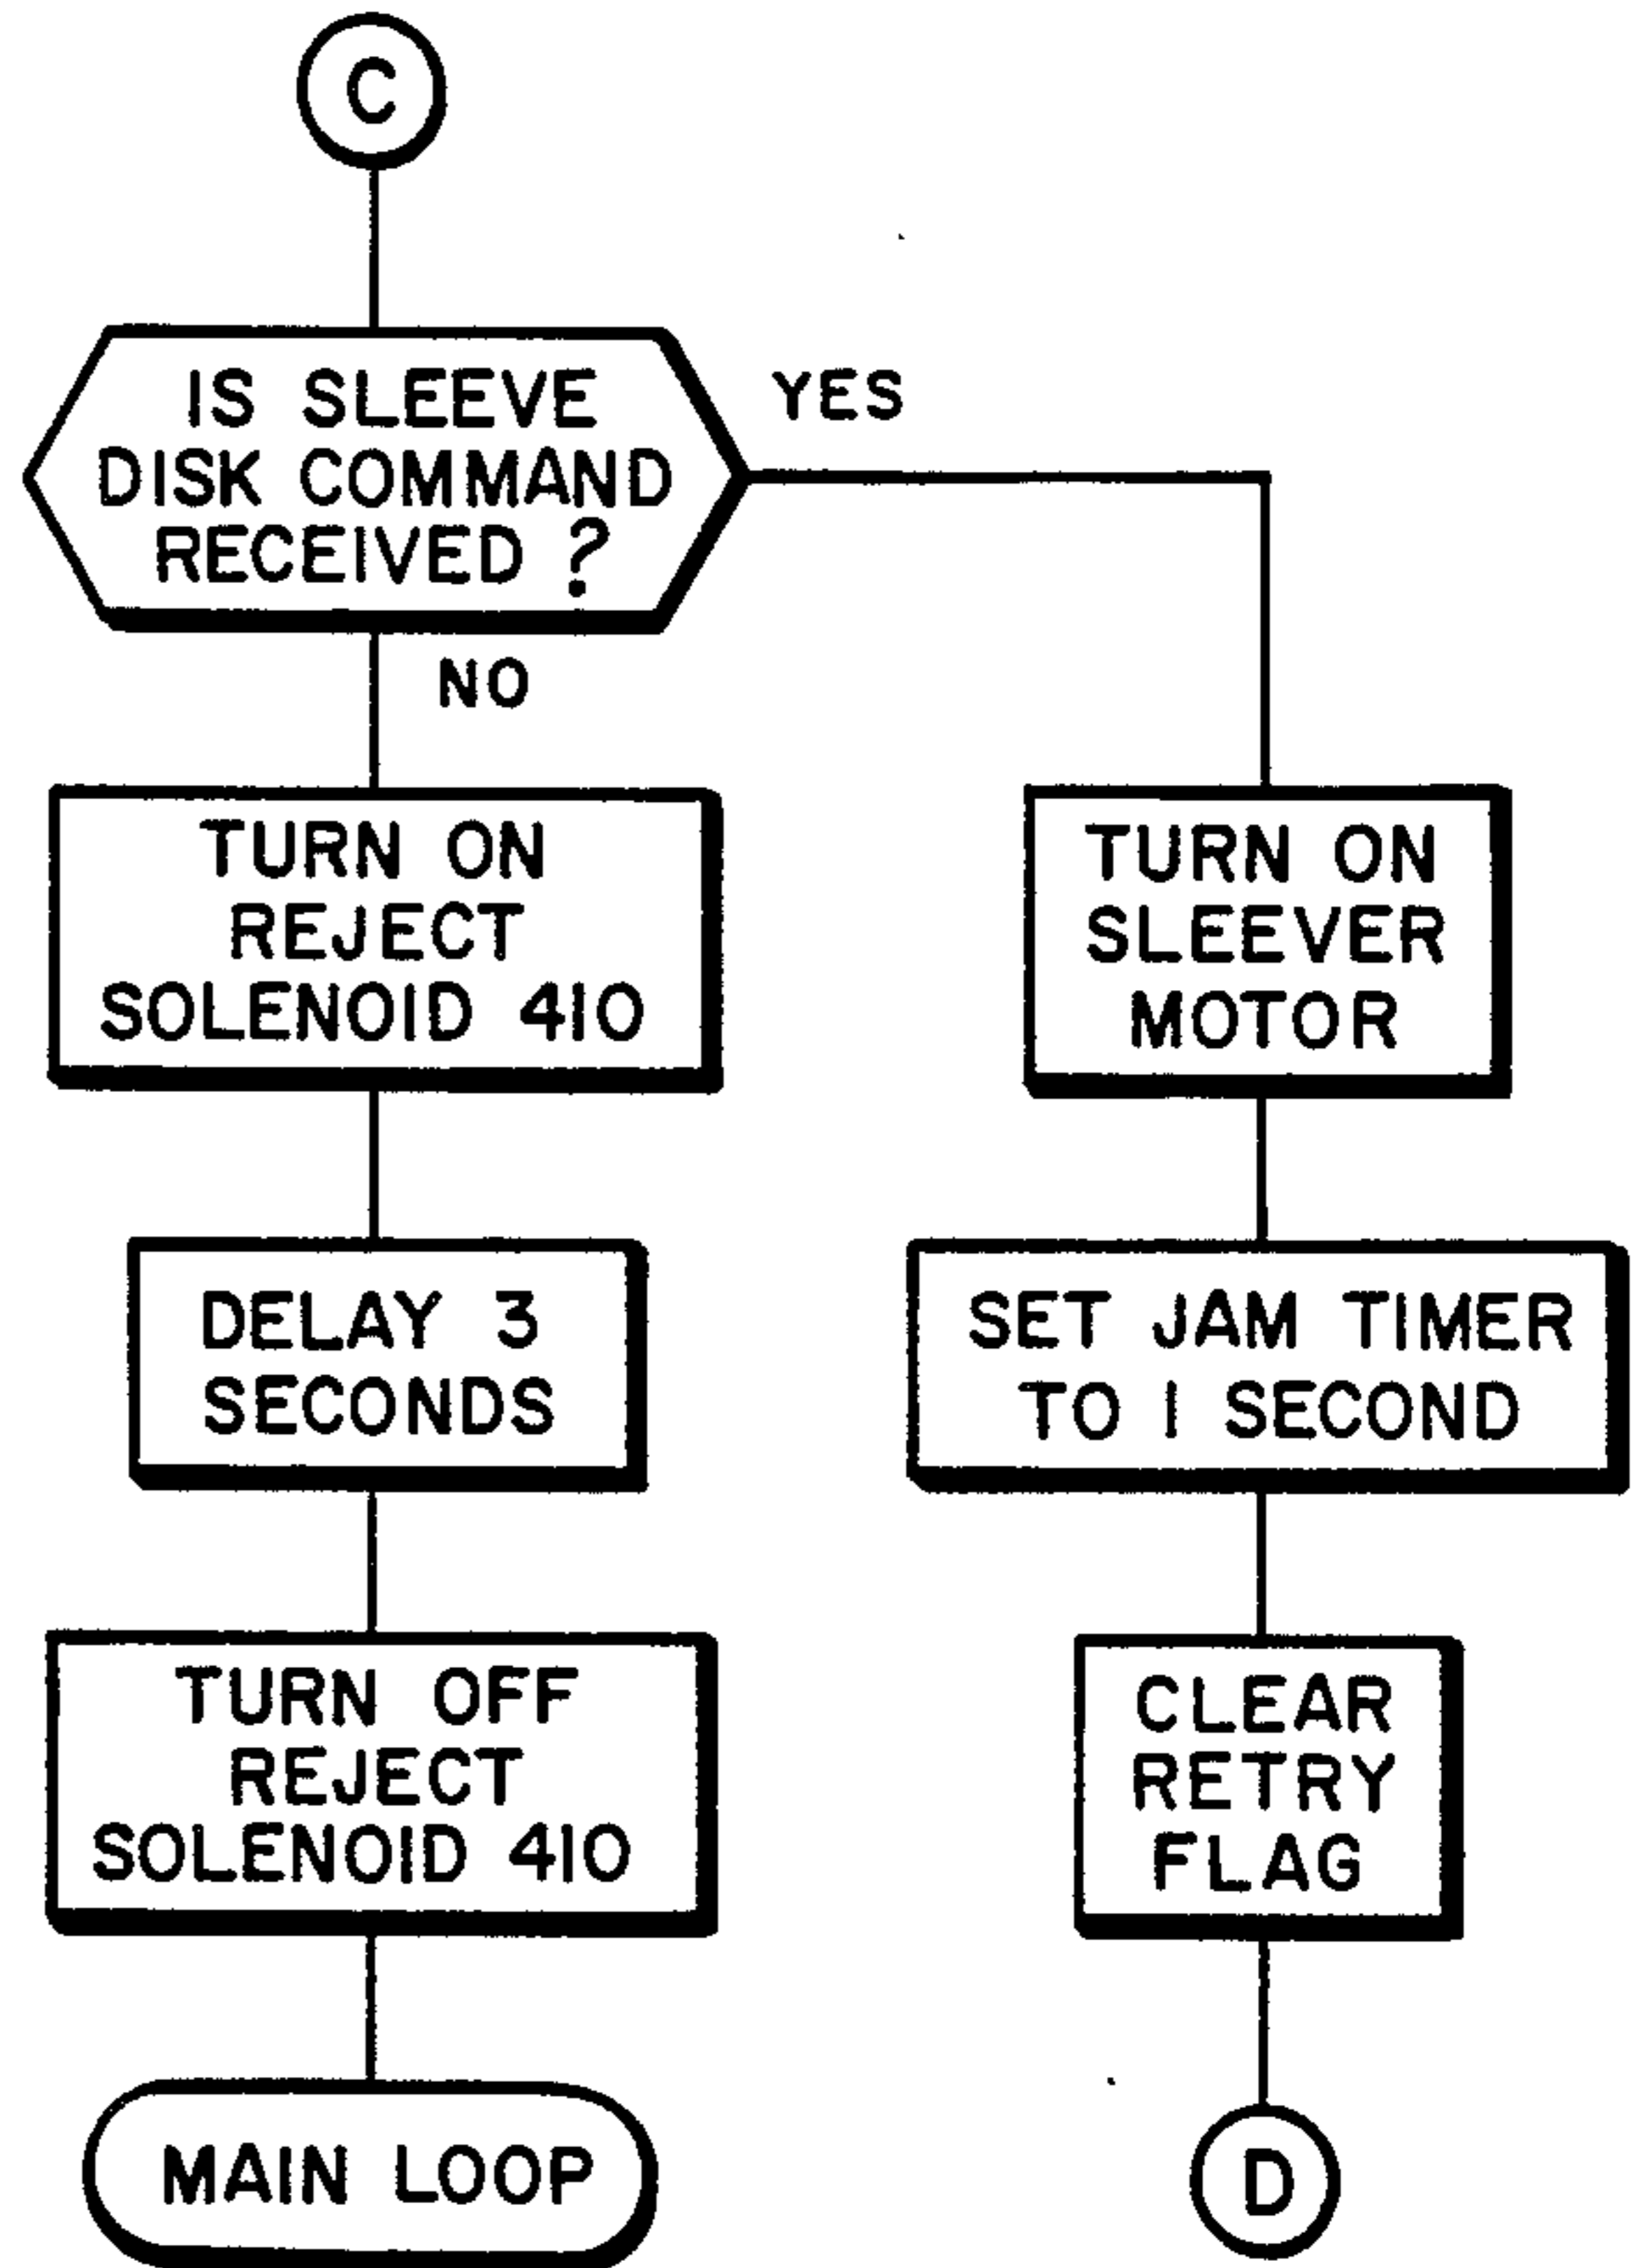 C
IS SLEEVE
DISK COMMAND
RECEIVED ?
YES
NO
TURN ON
REJECT
SOLENOID 410
DELAY 3
SECONDS
TURN OFF
REJECT
SOLENOID 410
MAIN LOOP
TURN ON
SLEEVER
MOTOR
SET JAM TIMER
TO 1 SECOND
CLEAR
RETRY
FLAG
D